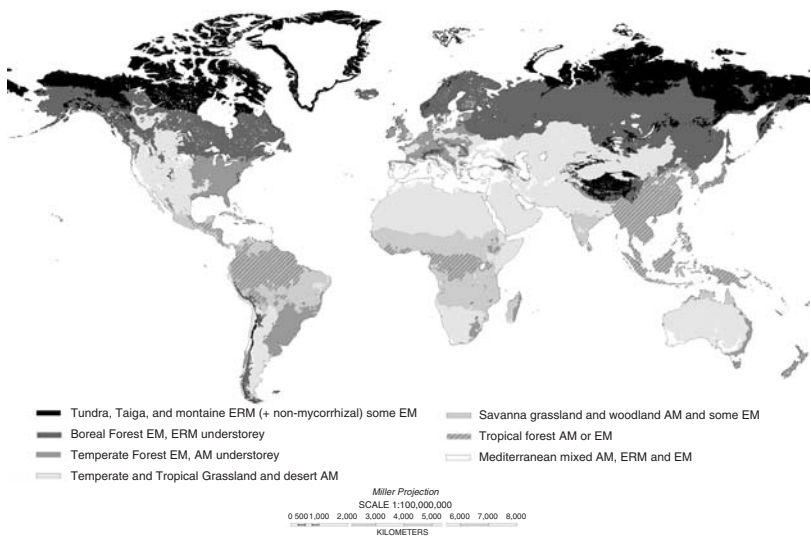 Tundra, Taiga, and montaine ERM (+ non-mycorrhizal) some EM
Boreal Forest EM, ERM understorey
Temperate Forest EM, AM understorey
Temperate and Tropical Grassland and desert AM
Savanna grassland and woodland AM and some EM
Tropical forest AM or EM
Mediterranean mixed AM, ERM and EM
Miller Projection
SCALE 1:100,000,000
0 500 1,000 2,000 3,000 4,000 5,000 6,000 7,000 8,000
KILOMETERS